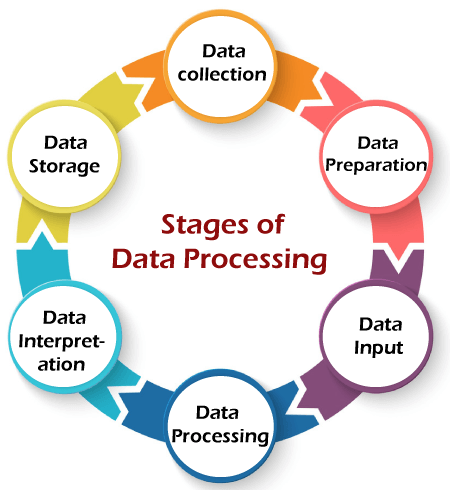 Data
collection
Data
Preparation
Data
Input
Data
Processing
Data
Interpret-
ation
Data
Storage
Stages of
Data Processing